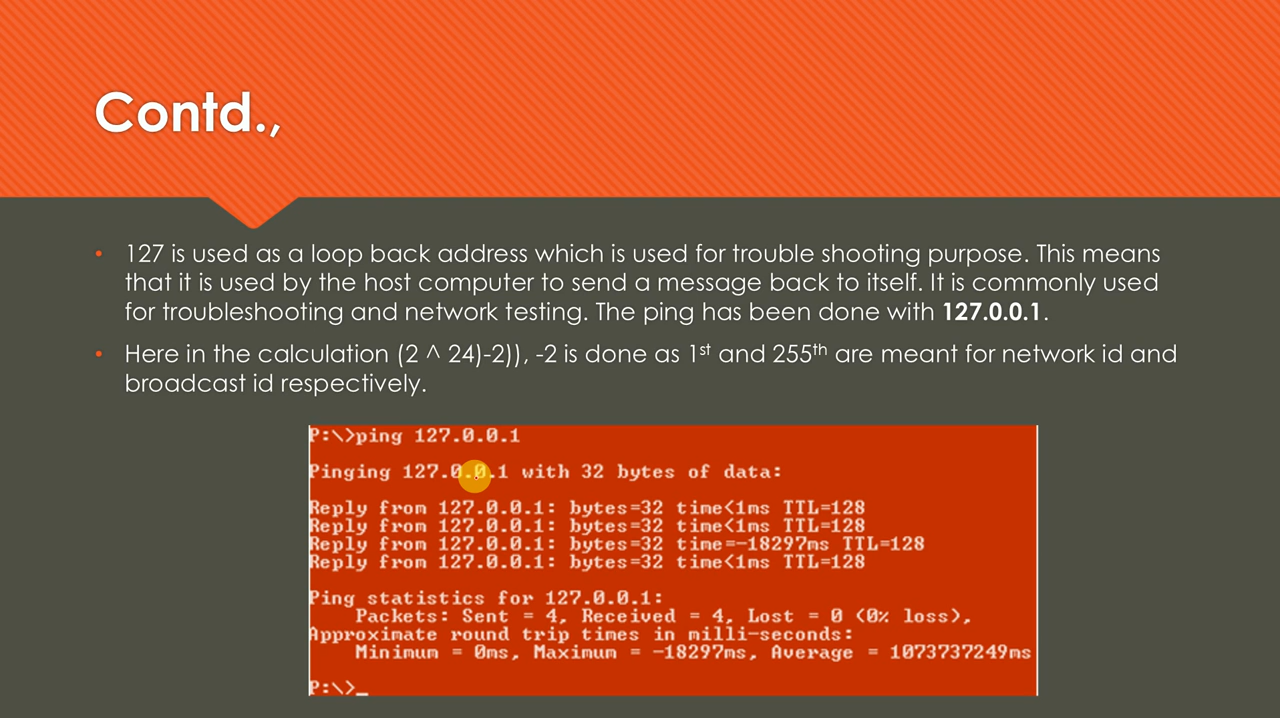 Contd.,
• 127 is used as a loop back address which is used for trouble shooting purpose. This means
that it is used by the host computer to send a message back to itself. It is commonly used
for troubleshooting and network testing. The ping has been done with 127.0.0.1.
• Here in the calculation (2 ^ 24)-2)), -2 is done as 1st and 255th are meant for network id and
broadcast id respectively.
P:\>ping 127.0.0.1
Pinging 127.0.0.1 with 32 bytes of data:
Reply from 127.0.0.1: bytes=32 time<1ms TTL=128
Reply from 127.0.0.1: bytes=32 time<1ms TTL=128
Reply from 127.0.0.1: bytes=32 time=-18297ms TTL=128
Reply from 127.0.0.1: bytes=32 time<1ms TTL=128
Ping statistics for 127.0.0.1:
Packets: Sent = 4, Received = 4, Lost = 0 (0% loss),
Approximate round trip times in milli-seconds:
Minimum = 0ms, Maximum = -18297ms, Average = 1073737249ms
P:\>_